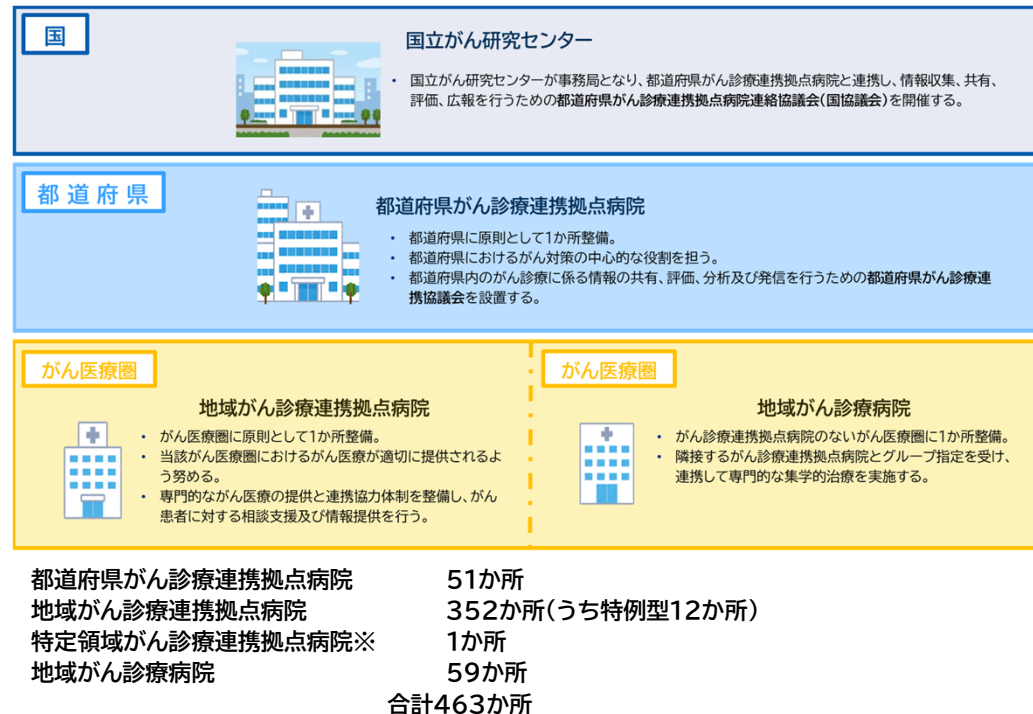 国
国立がん研究センター
• 国立がん研究センターが事務局となり、都道府県がん診療連携拠点病院と連携し、情報収集、共有、
評価、広報を行うための都道府県がん診療連携拠点病院連絡協議会(国協議会)を開催する。
都道府県
都道府県がん診療連携拠点病院
• 都道府県に原則として1か所整備。
• 都道府県におけるがん対策の中心的な役割を担う。
• 都道府県内のがん診療に係る情報の共有、評価、分析及び発信を行うための都道府県がん診療連
携協議会を設置する。
がん医療圏
地域がん診療連携拠点病院
• がん医療圏に原則として1か所整備。
• 当該がん医療圏におけるがん医療が適切に提供されるよ
う努める。
• 専門的ながん医療の提供と連携協力体制を整備し、がん
患者に対する相談支援及び情報提供を行う。
がん医療圏
地域がん診療病院
• がん診療連携拠点病院のないがん医療圏に1か所整備。
• 隣接するがん診療連携拠点病院とグループ指定を受け、
連携して専門的な集学的治療を実施する。
都道府県がん診療連携拠点病院 51か所
地域がん診療連携拠点病院 352か所(うち特例型12か所)
特定領域がん診療連携拠点病院※ 1か所
地域がん診療病院 59か所
合計463か所